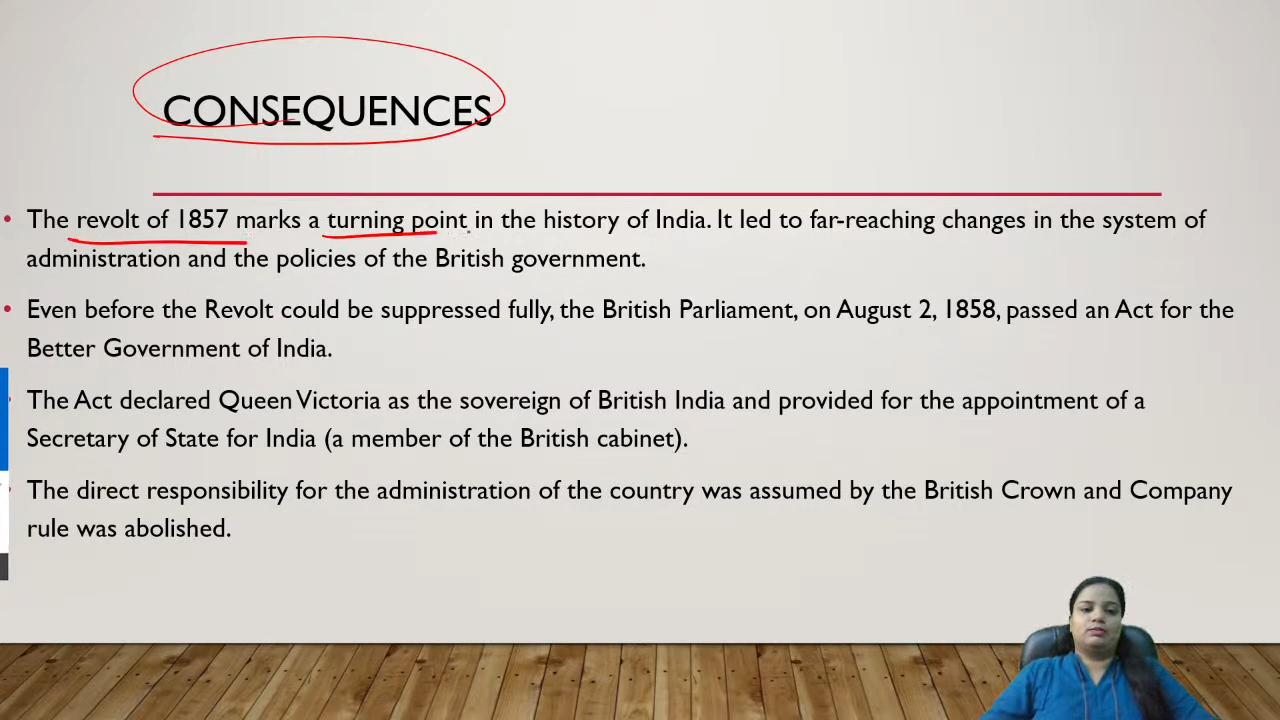 CONSEQUENCES
• The revolt of 1857 marks a turning point in the history of India. It led to far-reaching changes in the system of
administration and the policies of the British government.
• Even before the Revolt could be suppressed fully, the British Parliament, on August 2, 1858, passed an Act for the
Better Government of India.
• The Act declared Queen Victoria as the sovereign of British India and provided for the appointment of a
Secretary of State for India (a member of the British cabinet).
• The direct responsibility for the administration of the country was assumed by the British Crown and Company
rule was abolished.